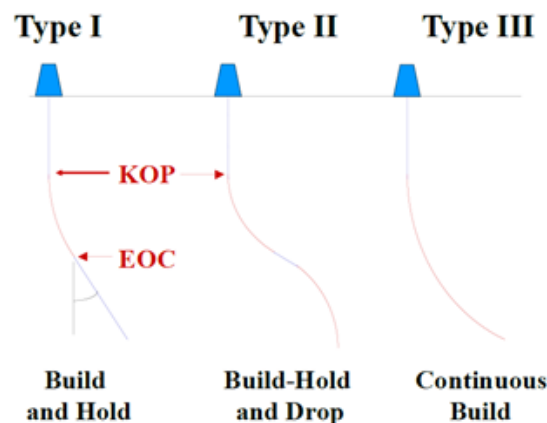 Type I
Type II
Type III
KOP
EOC
Build
and Hold
Build-Hold
and Drop
Continuous
Build